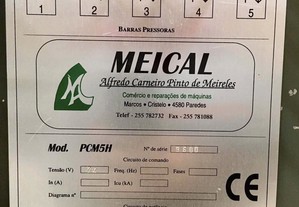 1 2 3 4 5
BARRAS PRESSORAS
MEICAL
Alfredo Carneiro Pinto de Meireles
Comércio e reparações de máquinas
Marcos • Cristelo • 4580 Paredes
Telef - 255 782732 Fax - 255 781088
Mod. PCM5H Nº de série
Circuito de comando
Tensão (V) Freq. (Hz) Fases
In (A) Icu (kA)
Diagrama nº
CE